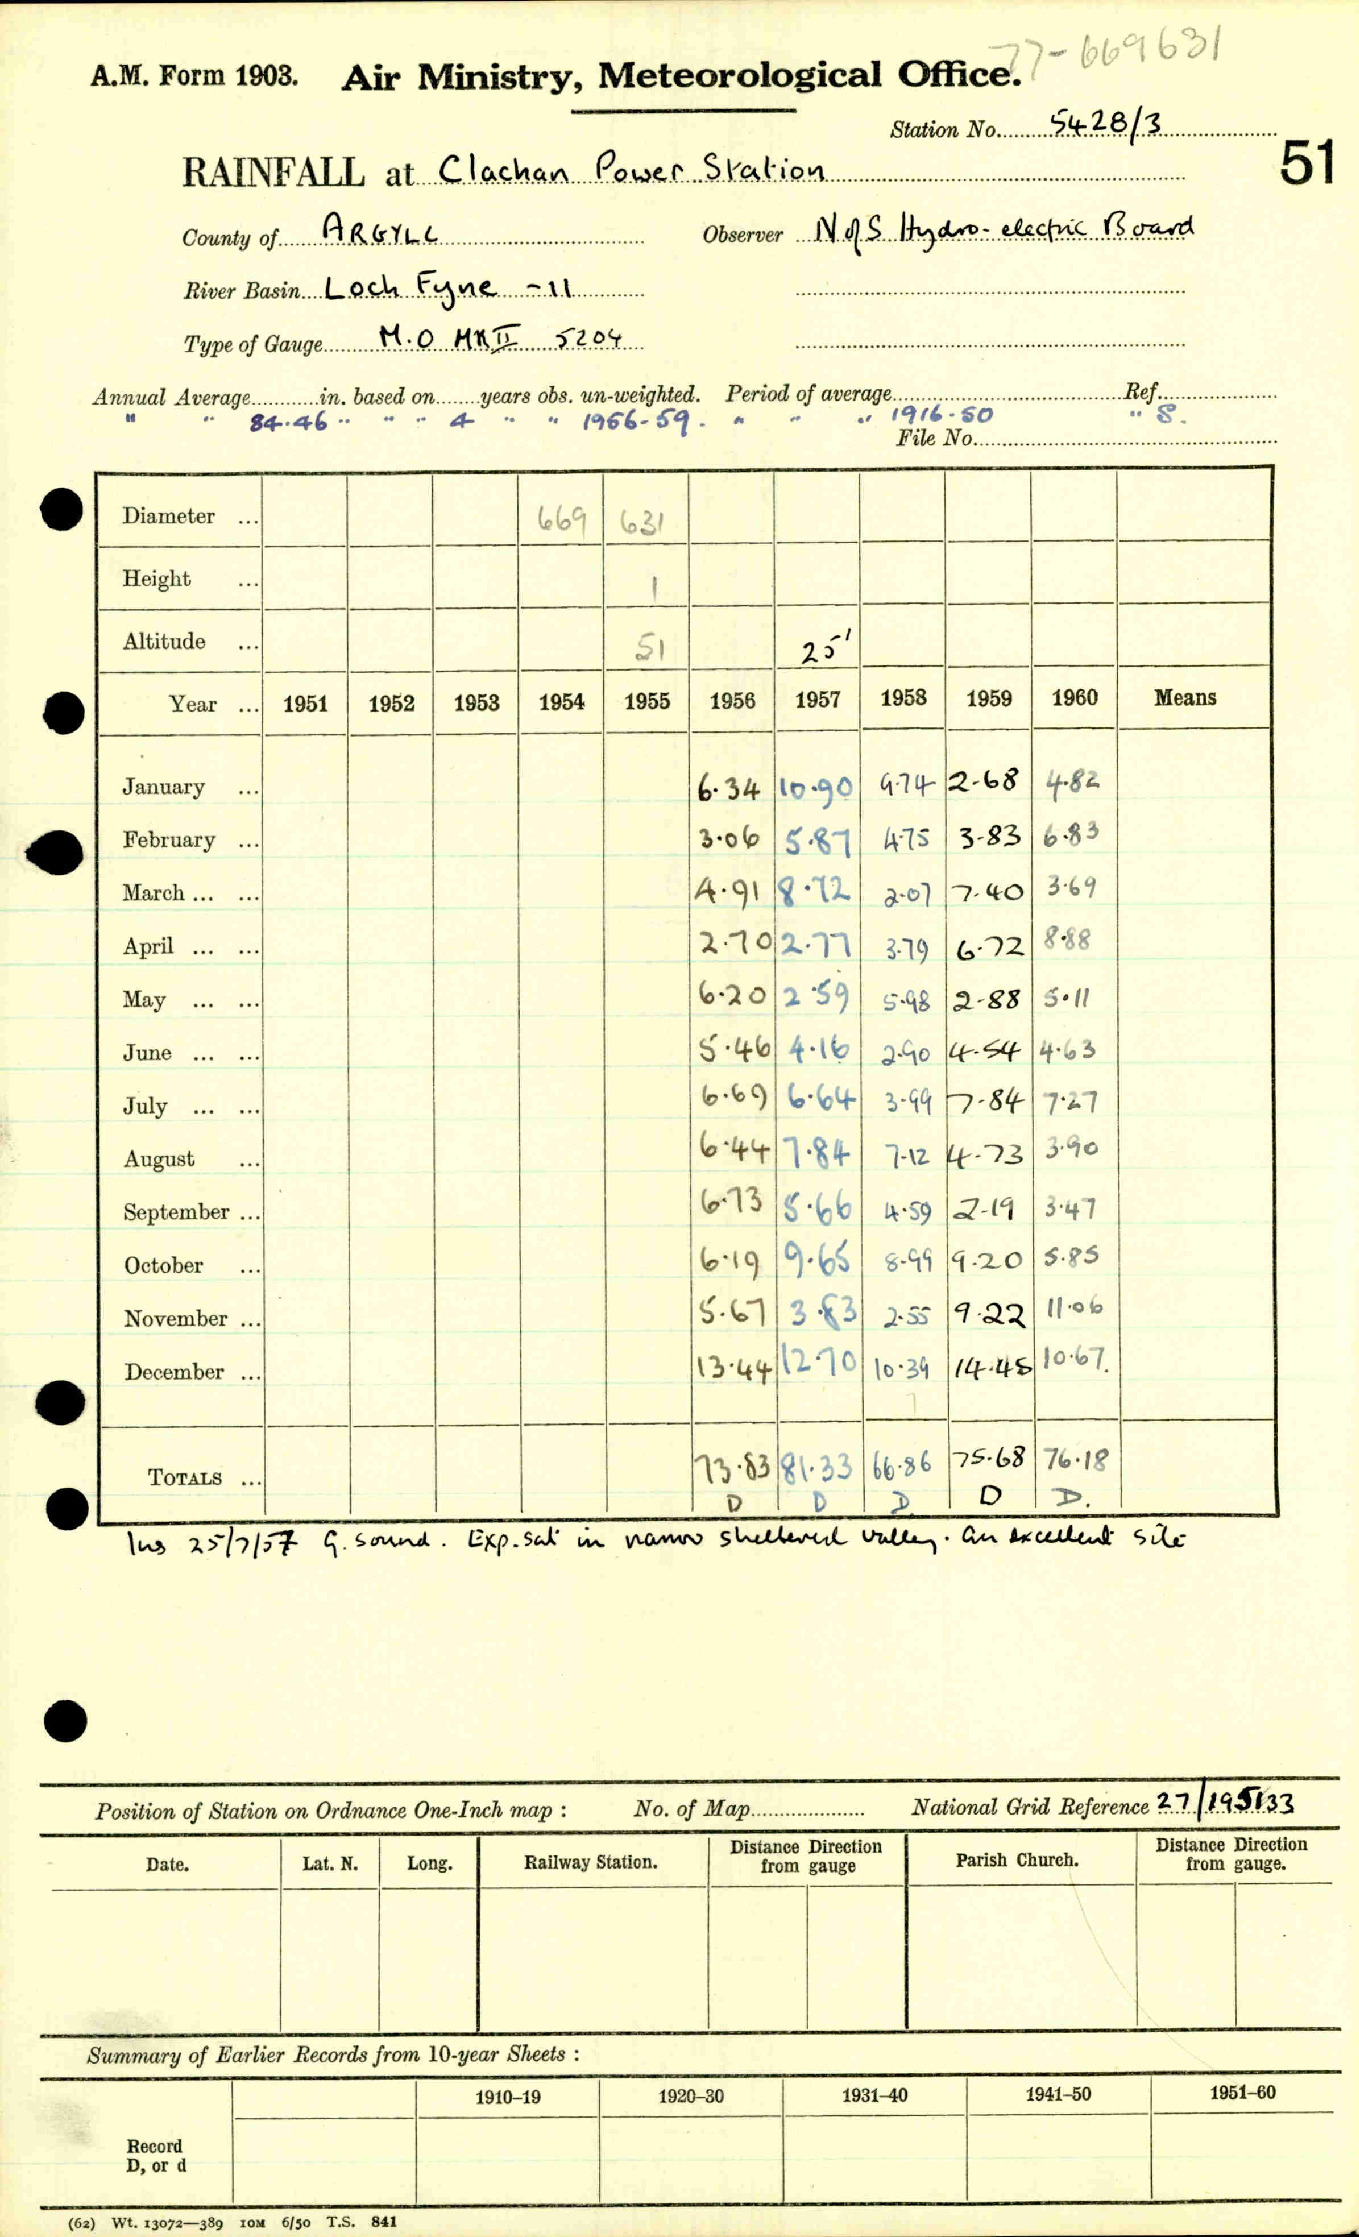 77-669631
A.M. Form 1903. Air Ministry, Meteorological Office.
Station No. 5428/3
51
RAINFALL at Clachan Power Station
County of ARGYLL Observer N of S Hydro-electric Board
River Basin Loch Fyne -11
Type of Gauge M.O MK II 5204
Annual Average in. based on years obs. un-weighted. Period of average Ref.
" " 84.46 " " " 4 " " 1956-59. " " " 1916-50 " S.
File No.
Diameter ... 669 631
Height ... 1
Altitude ... 51 25'
Year ... 1951 1952 1953 1954 1955 1956 1957 1958 1959 1960 Means
January ... 6.34 10.90 9.74 2.68 4.82
February ... 3.06 5.87 4.75 3.83 6.83
March ... ... 4.91 8.72 2.07 7.40 3.69
April ... ... 2.70 2.77 3.79 6.72 8.88
May ... ... 6.20 2.59 5.98 2.88 5.11
June ... ... 5.46 4.16 2.90 4.54 4.63
July ... ... 6.69 6.64 3.99 7.84 7.27
August ... 6.44 7.84 7.12 4.73 3.90
September ... 6.73 5.66 4.59 2.19 3.47
October ... 6.19 9.65 8.99 9.20 5.85
November ... 5.67 3.83 2.55 9.22 11.06
December ... 13.44 12.70 10.39 14.45 10.67.
TOTALS ... 73.83 81.33 66.86 75.68 76.18
D D D D D.
Ins 25/7/57 G. sound. Exp. sat in narrow sheltered valley. An excellent site
Position of Station on Ordnance One-Inch map : No. of Map National Grid Reference 27/195133
Date. Lat. N. Long. Railway Station. Distance Direction from gauge Parish Church. Distance Direction from gauge.
Summary of Earlier Records from 10-year Sheets :
1910–19 1920–30 1931–40 1941–50 1951–60
Record
D, or d
(62) Wt. 13072—389 10M 6/50 T.S. 841